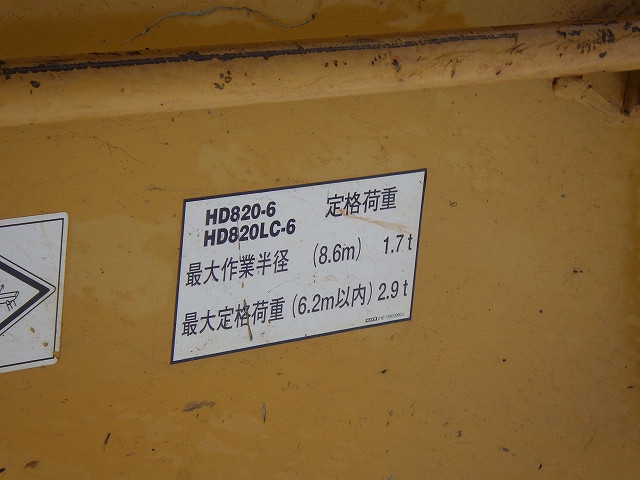 HD820-6 定格荷重
HD820LC-6
最大作業半径 (8.6m) 1.7t
最大定格荷重 (6.2m以内) 2.9t